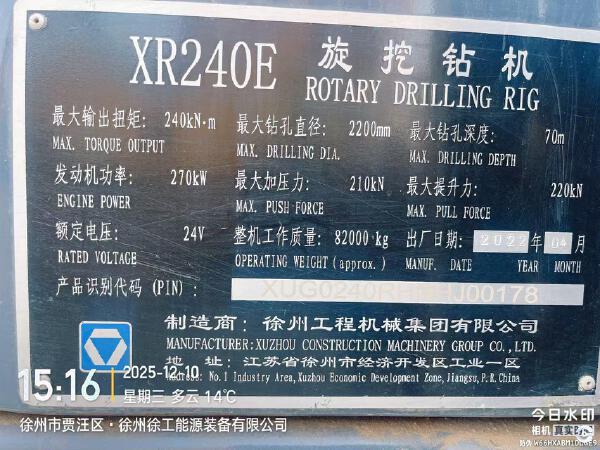 XR240E 旋挖钻机
ROTARY DRILLING RIG
最大输出扭矩: 240kN·m 最大钻孔直径: 2200mm 最大钻孔深度: 70m
MAX. TORQUE OUTPUT MAX. DRILLING DIA. MAX. DRILLING DEPTH
发动机功率: 270kW 最大加压力: 210kN 最大提升力: 220kN
ENGINE POWER MAX. PUSH FORCE MAX. PULL FORCE
额定电压: 24V 整机工作质量: 82000 kg 出厂日期: 2022 年 04 月
RATED VOLTAGE OPERATING WEIGHT (approx.) MANUF. DATE YEAR MONTH
产品识别代码 (PIN):
制造商: 徐州工程机械集团有限公司
MANUFACTURER: XUZHOU CONSTRUCTION MACHINERY GROUP CO., LTD.
地 址: 江苏省徐州市经济开发区工业一区
Address: No.1 Industry Area, Xuzhou Economic Development Zone, Jiangsu, P.R.China
15:16
2025-12-10
星期三 多云 14℃
徐州市贾汪区·徐州徐工能源装备有限公司
今日水印
相机 真实
防伪